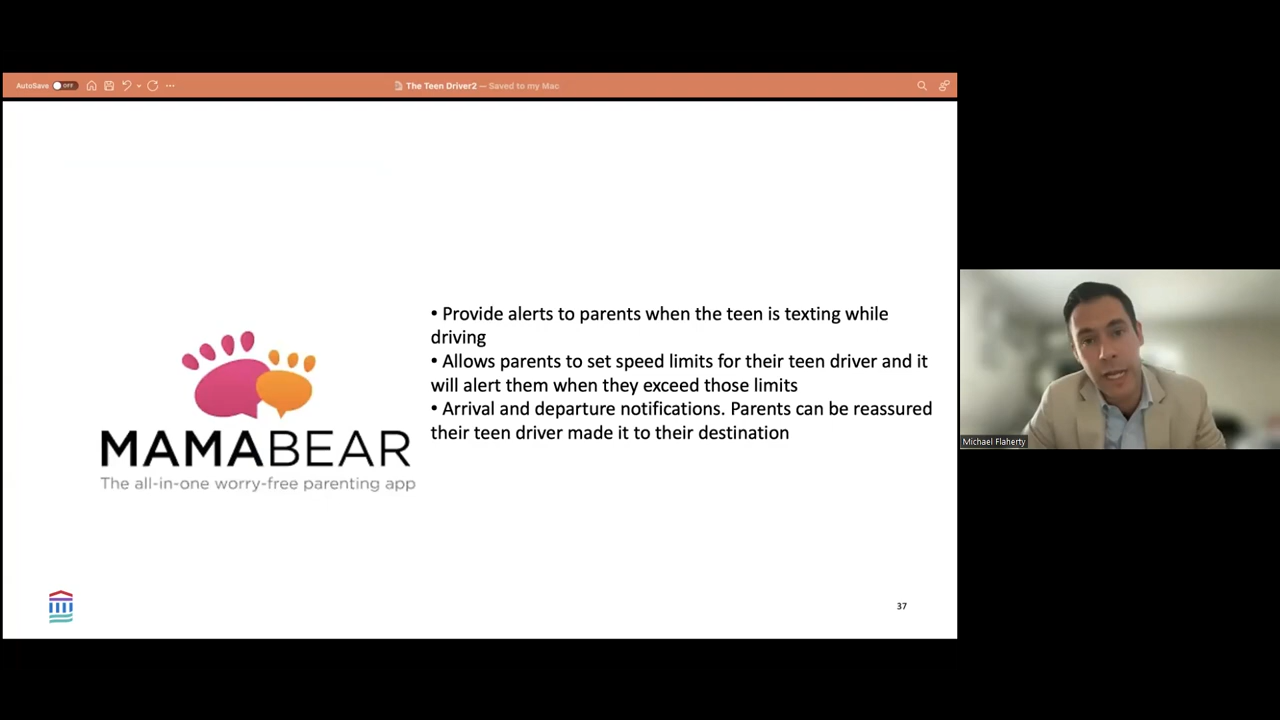 AutoSave OFF
The Teen Driver2 — Saved to my Mac
• Provide alerts to parents when the teen is texting while
driving
• Allows parents to set speed limits for their teen driver and it
will alert them when they exceed those limits
• Arrival and departure notifications. Parents can be reassured
their teen driver made it to their destination
MAMABEAR
The all-in-one worry-free parenting app
37
Michael Flaherty